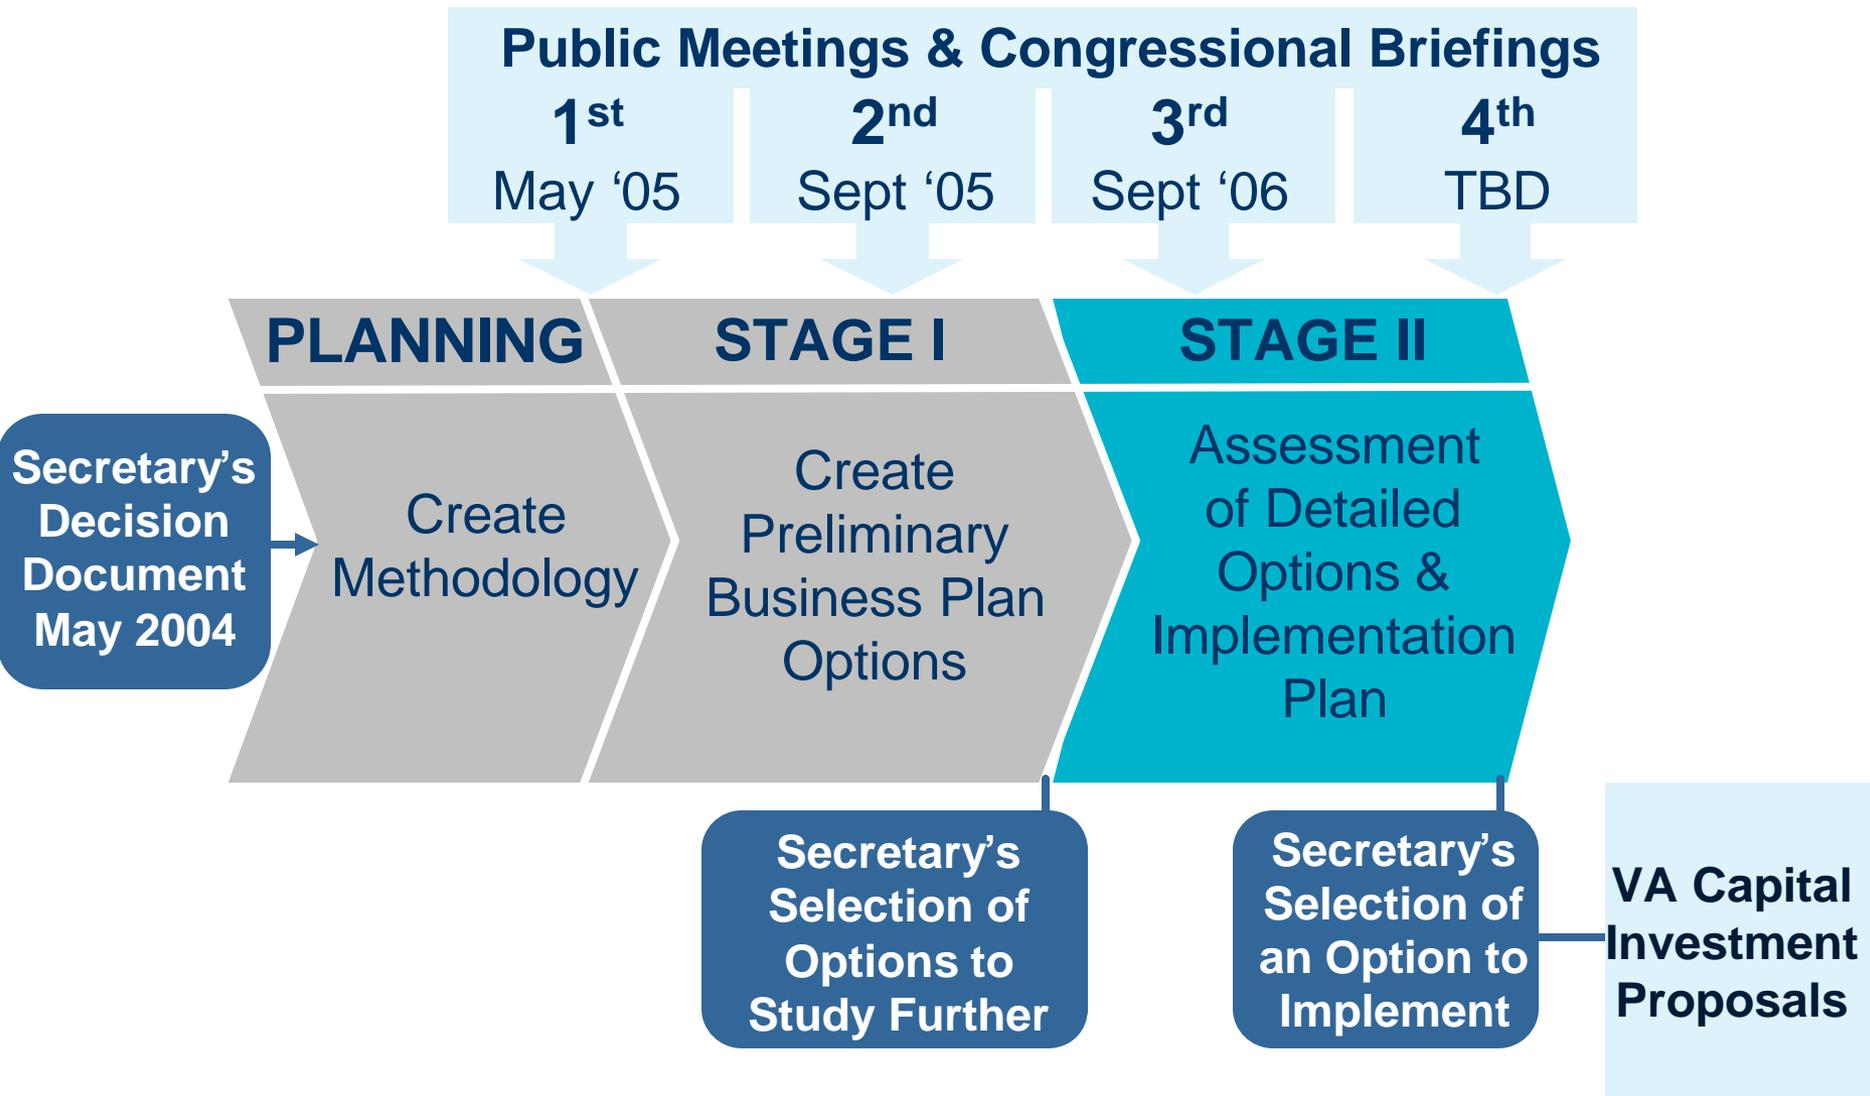 Public Meetings & Congressional Briefings
1st
May ‘05
2nd
Sept ‘05
3rd
Sept ‘06
4th
TBD
PLANNING
STAGE I
STAGE II
Secretary’s
Decision
Document
May 2004
Create
Methodology
Create
Preliminary
Business Plan
Options
Assessment
of Detailed
Options &
Implementation
Plan
Secretary’s
Selection of
Options to
Study Further
Secretary’s
Selection of
an Option to
Implement
VA Capital
Investment
Proposals